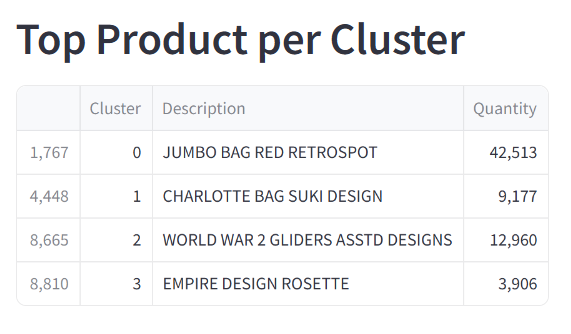 Top Product per Cluster
Cluster Description Quantity
1,767 0 JUMBO BAG RED RETROSPOT 42,513
4,448 1 CHARLOTTE BAG SUKI DESIGN 9,177
8,665 2 WORLD WAR 2 GLIDERS ASSTD DESIGNS 12,960
8,810 3 EMPIRE DESIGN ROSETTE 3,906